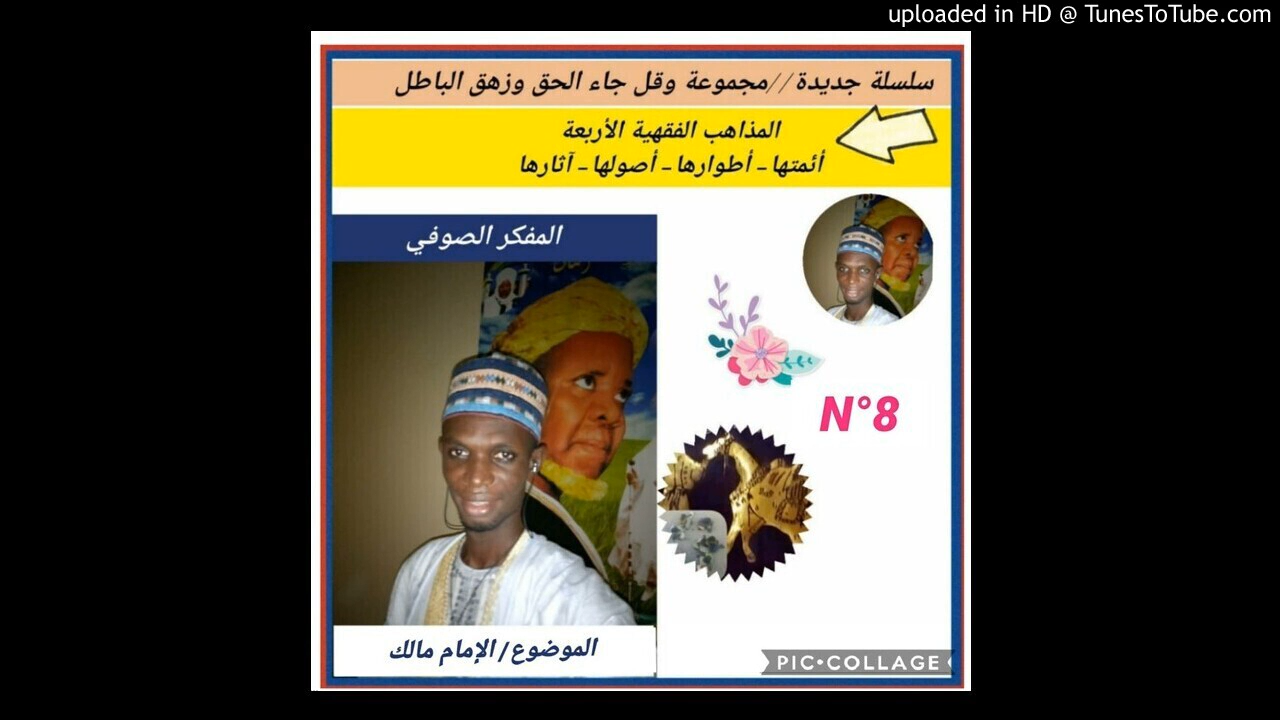 uploaded in HD @ TunesToTube.com
سلسلة جديدة //مجموعة وقل جاء الحق وزهق الباطل
المذاهب الفقهية الأربعة
أئمتها - أطوارها - أصولها - آثارها
المفكر الصوفي
N°8
الموضوع/الإمام مالك
PIC•COLLAGE